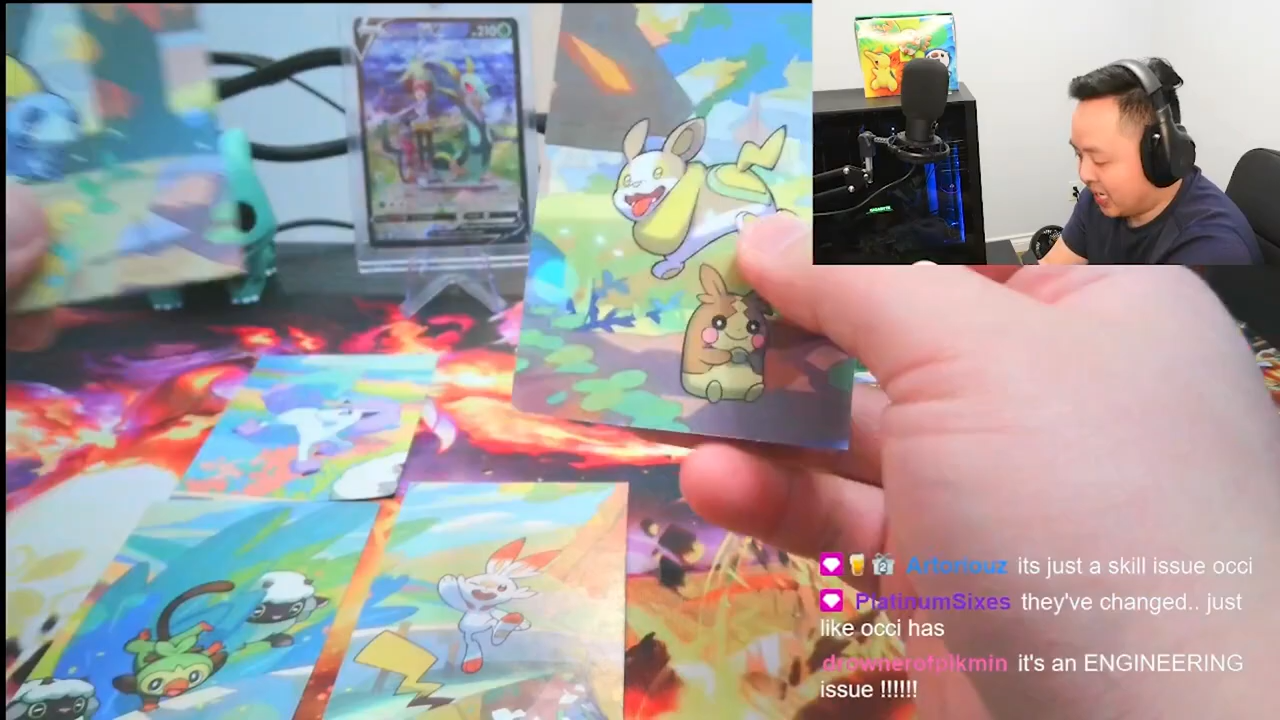 210
Artoriouz its just a skill issue occi
PlatinumSixes they've changed.. just
like occi has
drownerofpikmin it's an ENGINEERING
issue !!!!!!